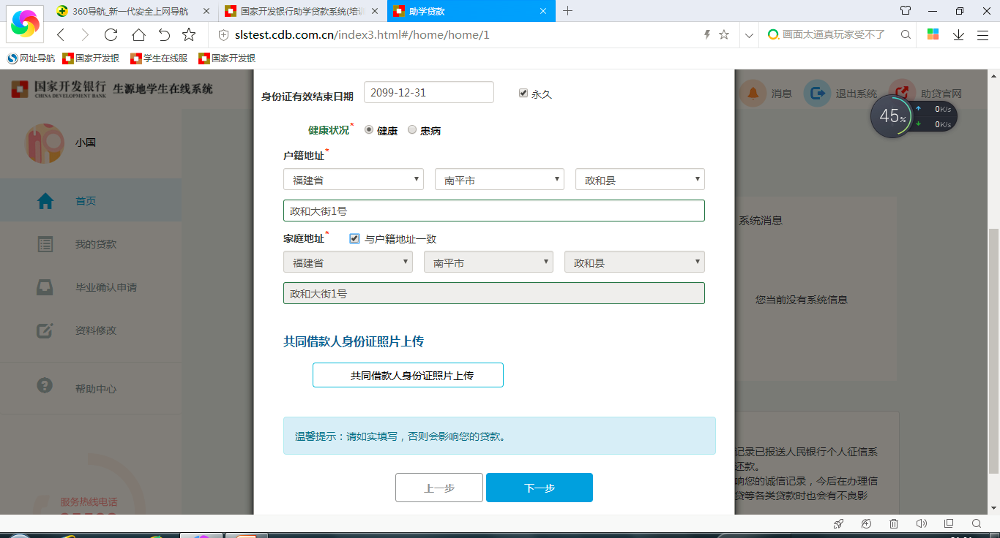 360导航_新一代安全上网导航
国家开发银行助学贷款系统(培训
助学贷款
slstest.cdb.com.cn/index3.html#/home/home/1
画面太逼真玩家受不了
网址导航
国家开发银
学生在线服
国家开发银
国家开发银行
CHINA DEVELOPMENT BANK
生源地学生在线系统
消息
退出系统
助贷官网
45%
0K/s
0K/s
小国
首页
我的贷款
毕业确认申请
资料修改
帮助中心
服务热线电话
身份证有效结束日期
2099-12-31
永久
健康状况*
健康
患病
户籍地址*
福建省
南平市
政和县
政和大街1号
家庭地址*
与户籍地址一致
福建省
南平市
政和县
政和大街1号
共同借款人身份证照片上传
共同借款人身份证照片上传
温馨提示：请如实填写，否则会影响您的贷款。
上一步
下一步
系统消息
您当前没有系统信息
记录已报送人民银行个人征信系
还款。
响您的诚信记录，今后在办理信
贷等各类贷款时也会有不良影